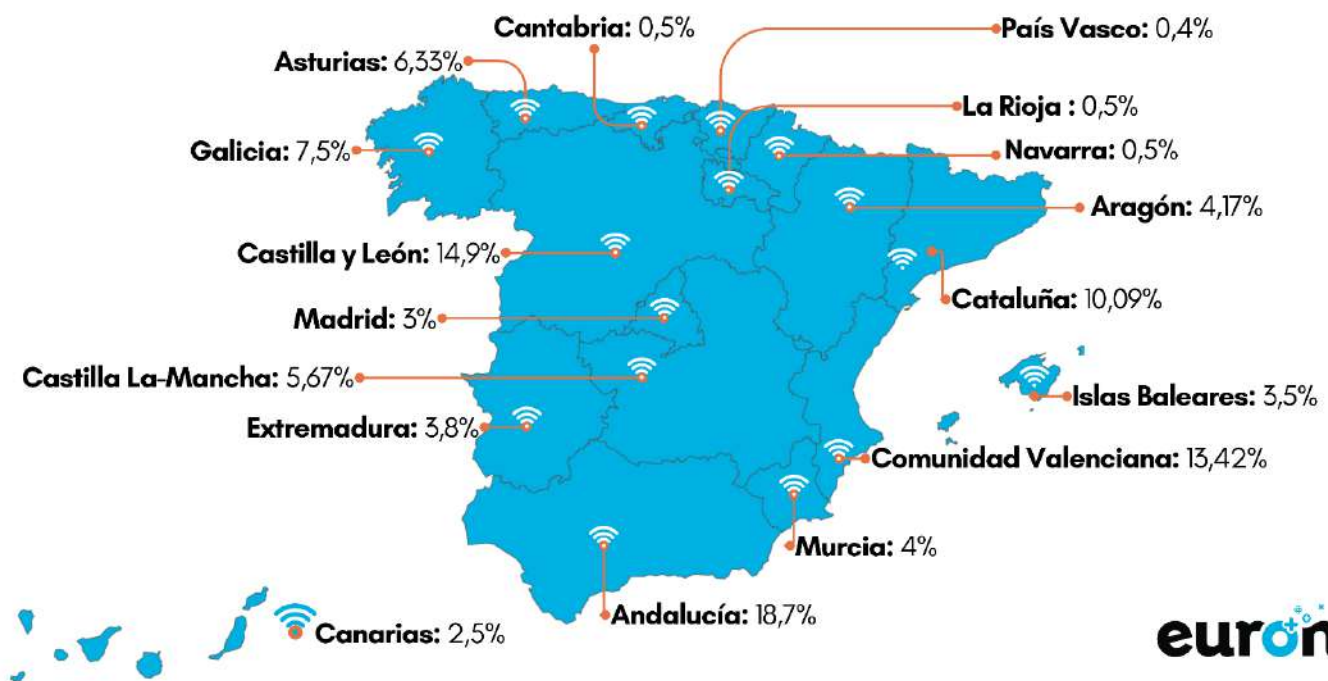 Cantabria: 0,5%
País Vasco: 0,4%
Asturias: 6,33%
La Rioja : 0,5%
Galicia: 7,5%
Navarra: 0,5%
Aragón: 4,17%
Castilla y León: 14,9%
Cataluña: 10,09%
Madrid: 3%
Castilla La-Mancha: 5,67%
Islas Baleares: 3,5%
Extremadura: 3,8%
Comunidad Valenciana: 13,42%
Murcia: 4%
Andalucía: 18,7%
Canarias: 2,5%
euron